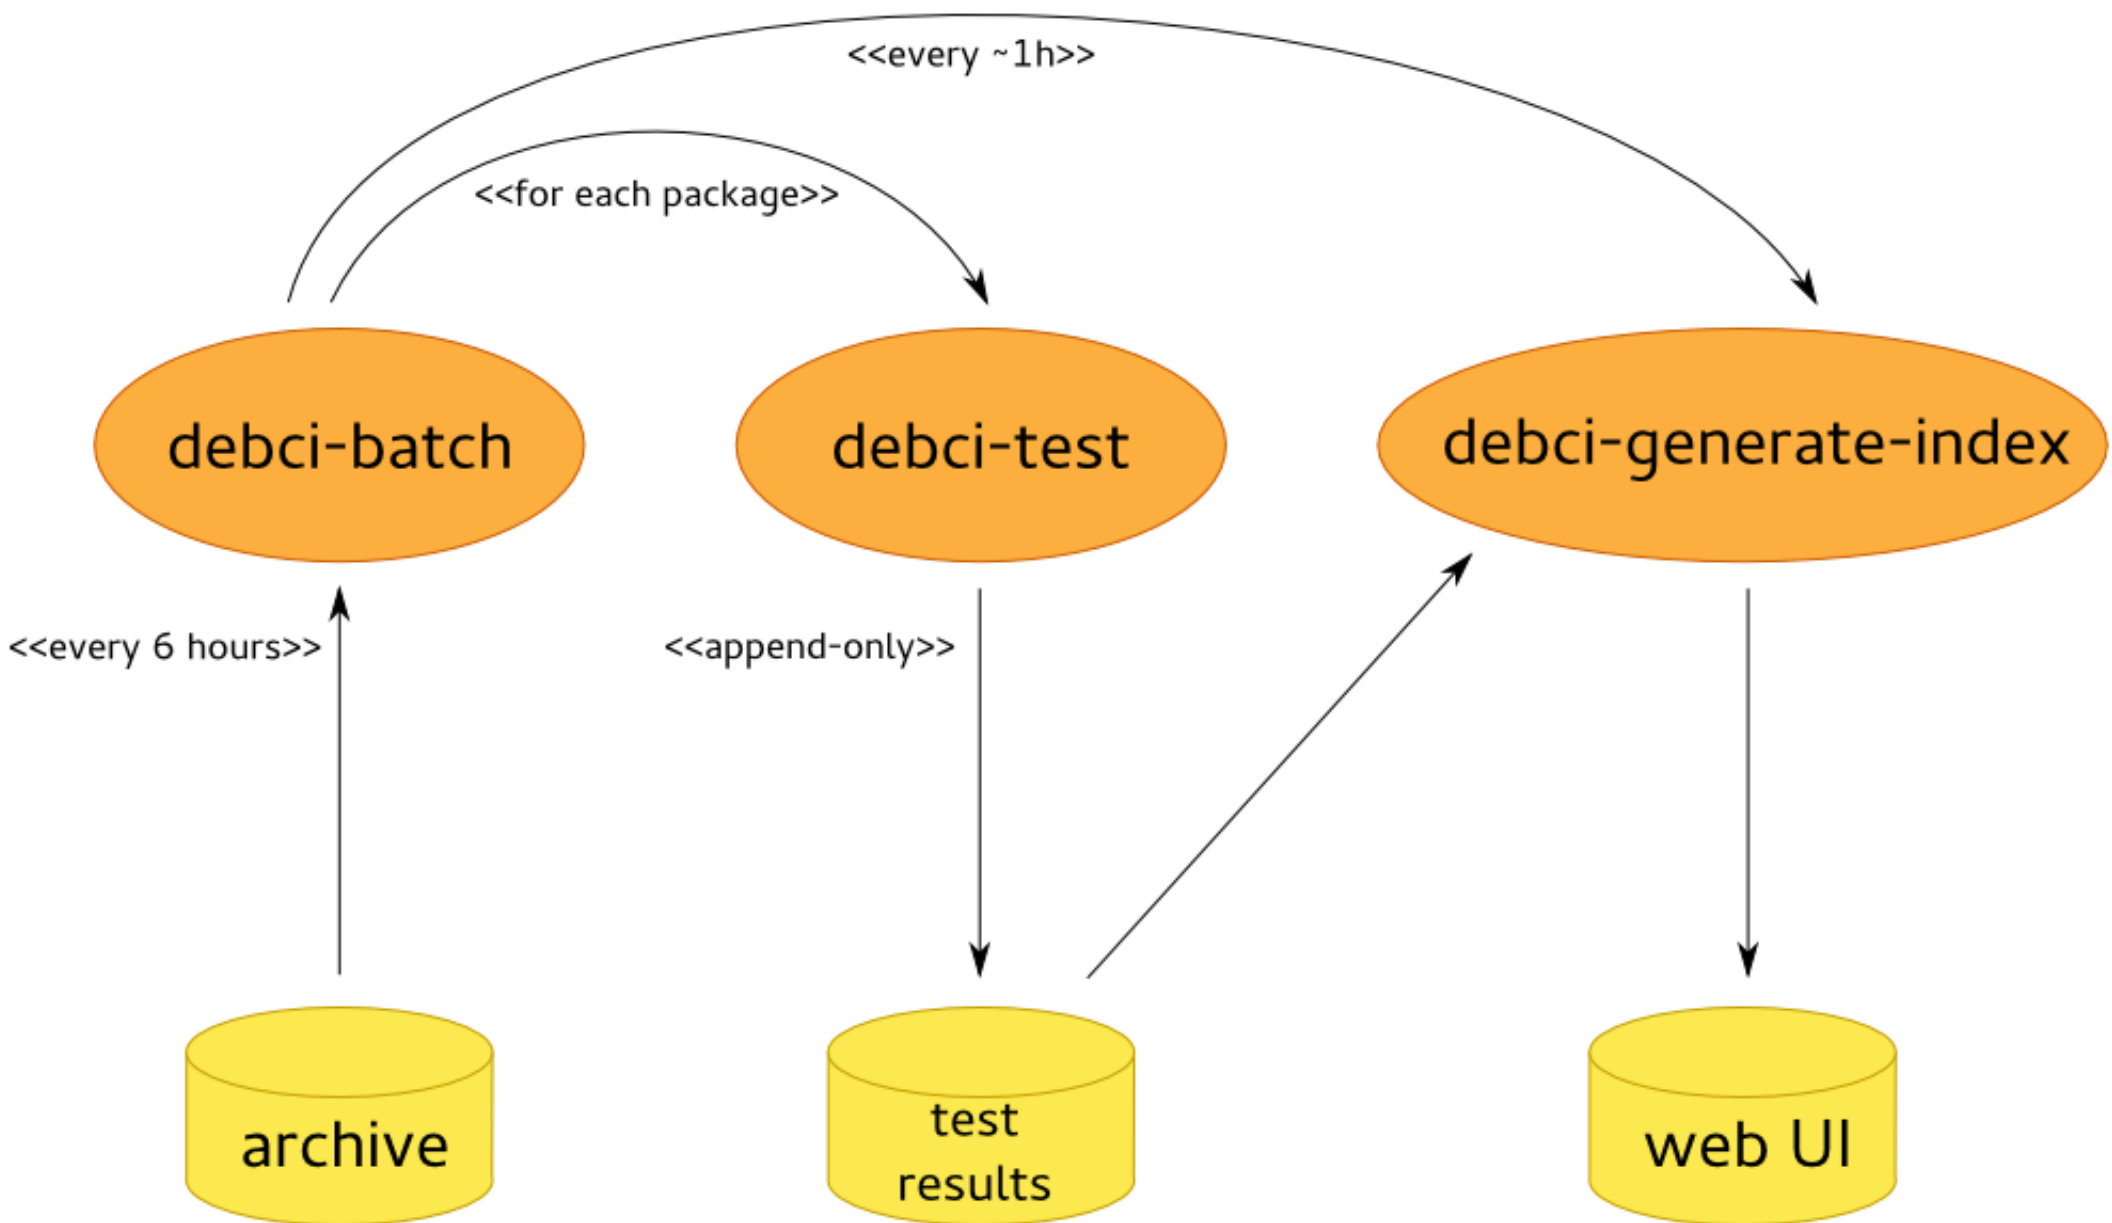 <<every ~1h>>
<<for each package>>
debci-batch
debci-test
debci-generate-index
<<every 6 hours>>
<<append-only>>
archive
test
results
web UI